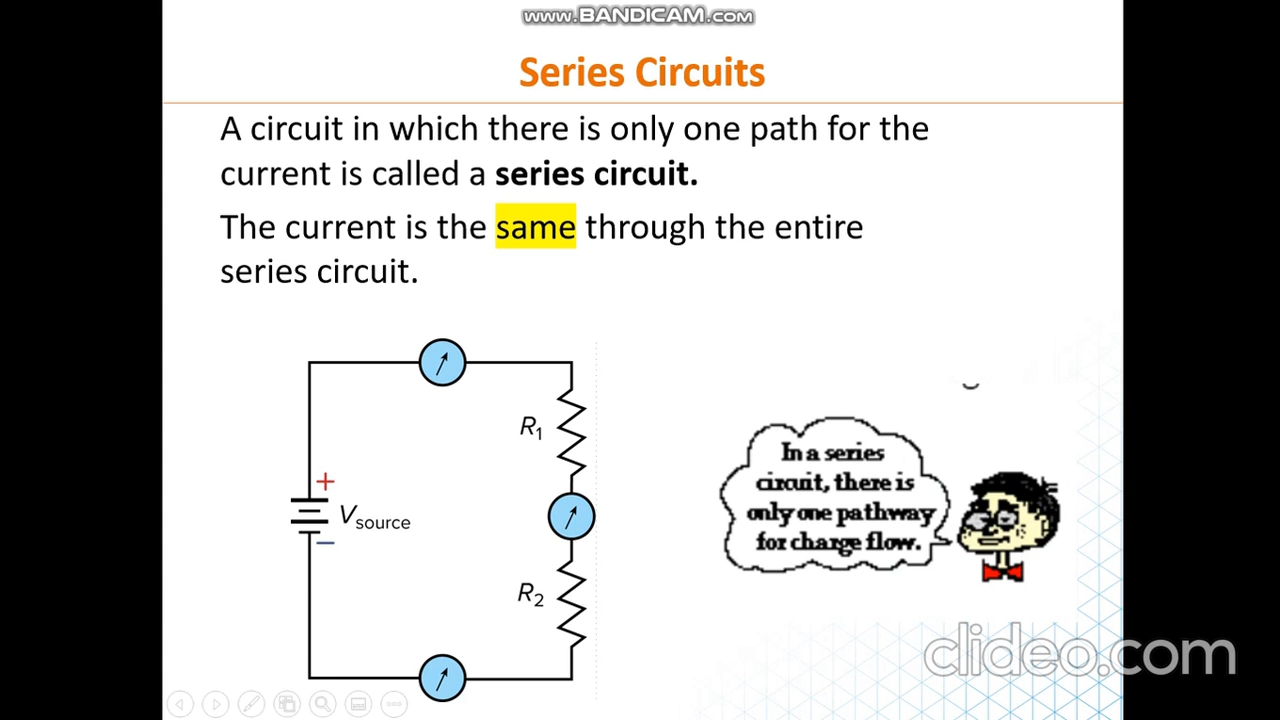 www.BANDICAM.com
Series Circuits
A circuit in which there is only one path for the
current is called a series circuit.
The current is the same through the entire
series circuit.
R1
+
Vsource
−
R2
In a series
circuit, there is
only one pathway
for charge flow.
clideo.com